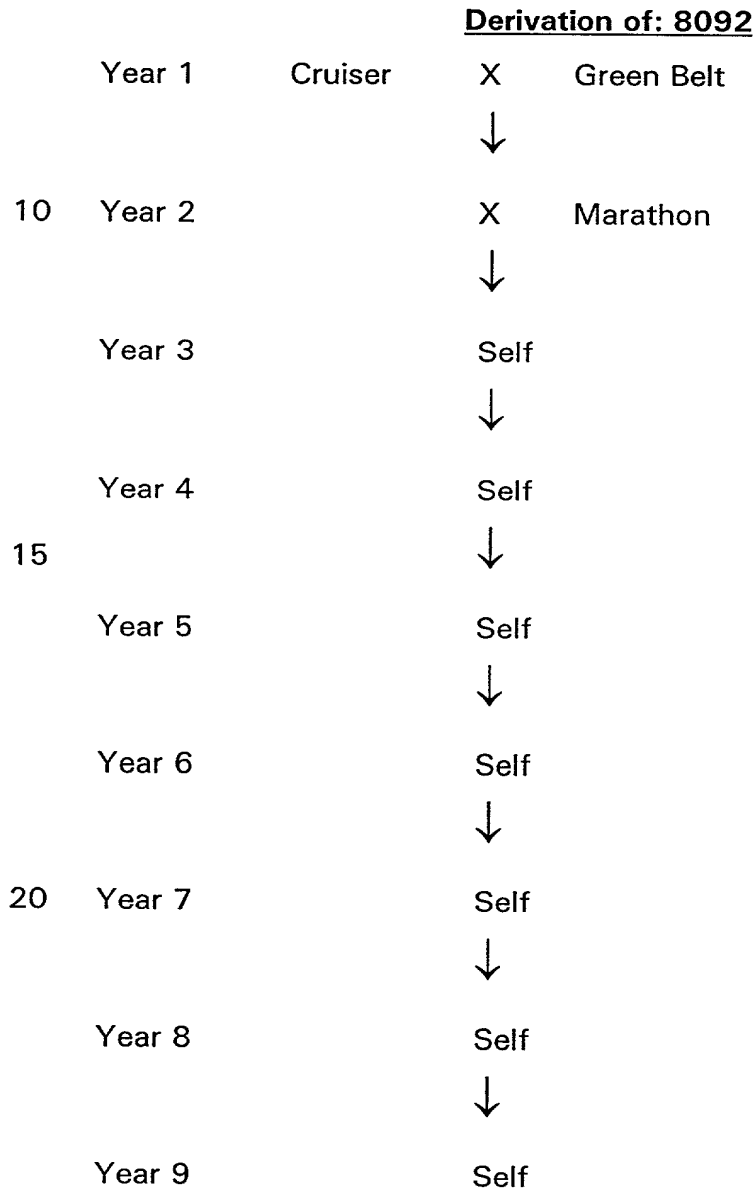 Derivation of: 8092
Year 1 Cruiser X Green Belt
↓
10 Year 2 X Marathon
↓
Year 3 Self
↓
Year 4 Self
15 ↓
Year 5 Self
↓
Year 6 Self
↓
20 Year 7 Self
↓
Year 8 Self
↓
Year 9 Self